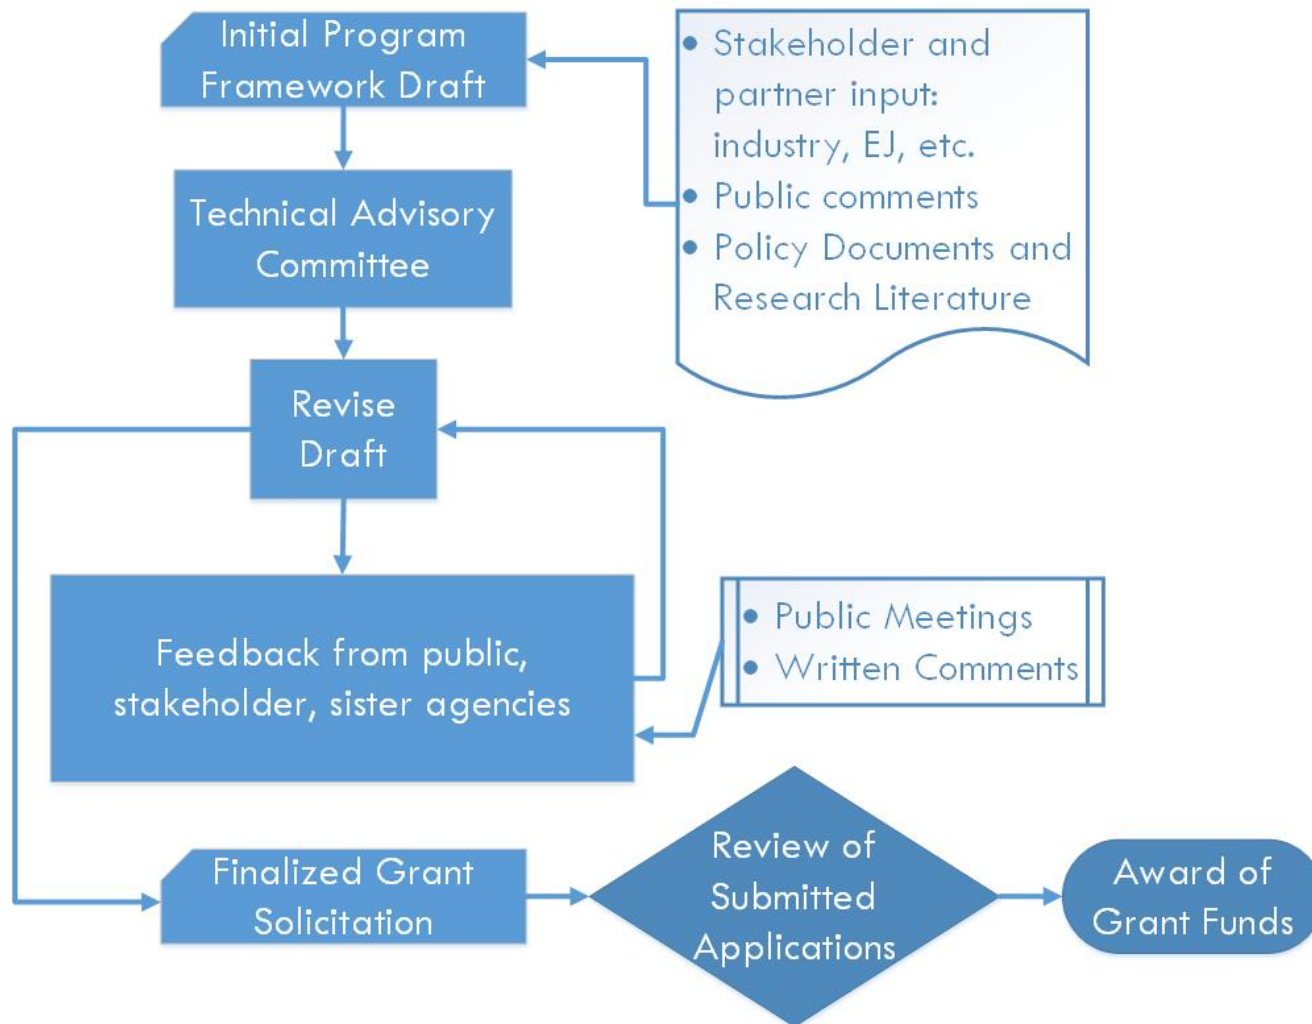 Initial Program
Framework Draft
• Stakeholder and
partner input:
industry, EJ, etc.
• Public comments
• Policy Documents and
Research Literature
Technical Advisory
Committee
Revise
Draft
Feedback from public,
stakeholder, sister agencies
• Public Meetings
• Written Comments
Finalized Grant
Solicitation
Review of
Submitted
Applications
Award of
Grant Funds